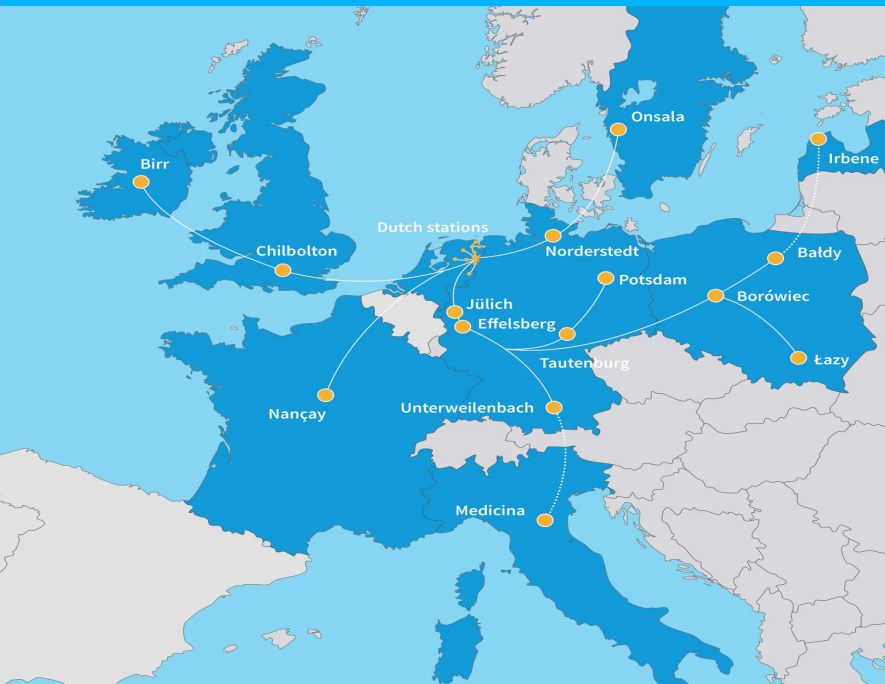 Onsala
Birr
Irbene
Dutch stations
Chilbolton
Norderstedt
Bałdy
Potsdam
Jülich
Borówiec
Effelsberg
Tautenburg
Łazy
Nançay
Unterweilenbach
Medicina